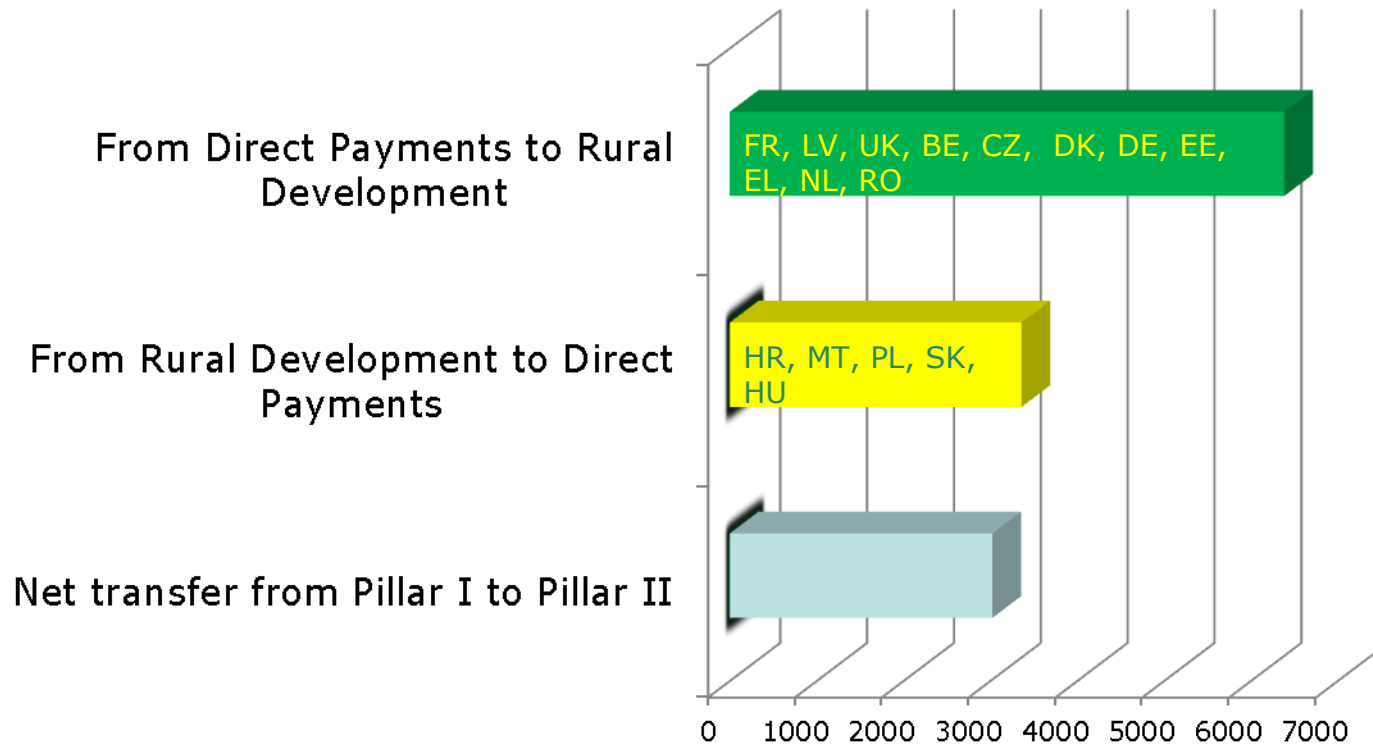 From Direct Payments to Rural
Development
FR, LV, UK, BE, CZ,  DK, DE, EE,
EL, NL, RO
From Rural Development to Direct
Payments
HR, MT, PL, SK,
HU
Net transfer from Pillar I to Pillar II
0 1000 2000 3000 4000 5000 6000 7000